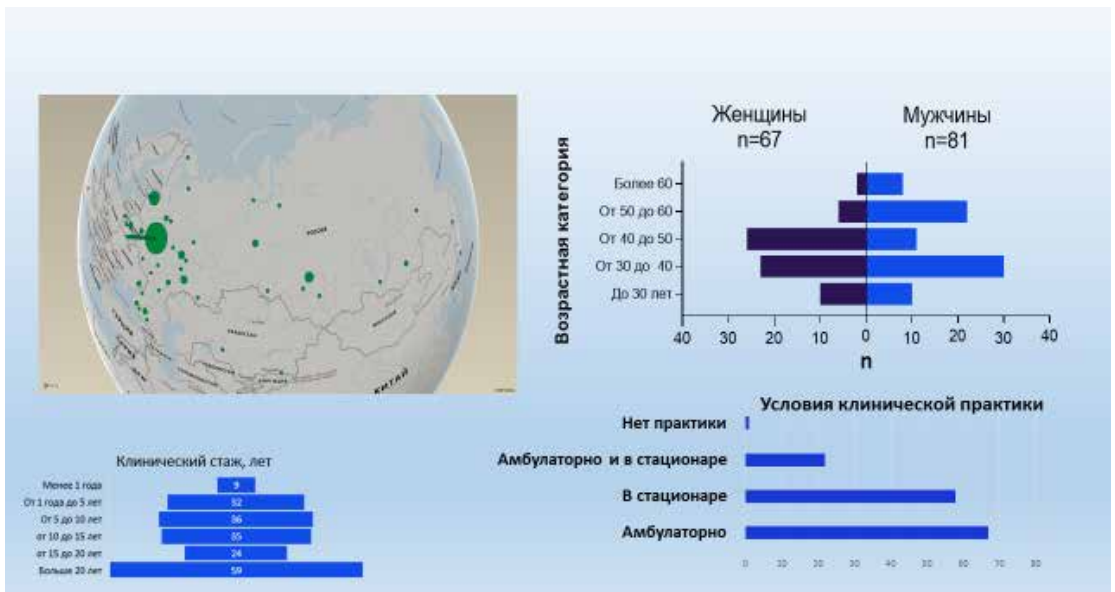 РОССИЯ
КАЗАХСТАН
МОНГОЛИЯ
КИТАЙ
Женщины
n=67
Мужчины
n=81
Возрастная категория
Более 60
От 50 до 60
От 40 до 50
От 30 до 40
До 30 лет
40 30 20 10 0 10 20 30 40
n
Условия клинической практики
Нет практики
Амбулаторно и в стационаре
В стационаре
Амбулаторно
0 10 20 30 40 50 60 70 80
Клинический стаж, лет
Менее 1 года 9
От 1 года до 5 лет 32
От 5 до 10 лет 36
от 10 до 15 лет 35
от 15 до 20 лет 24
Больше 20 лет 59